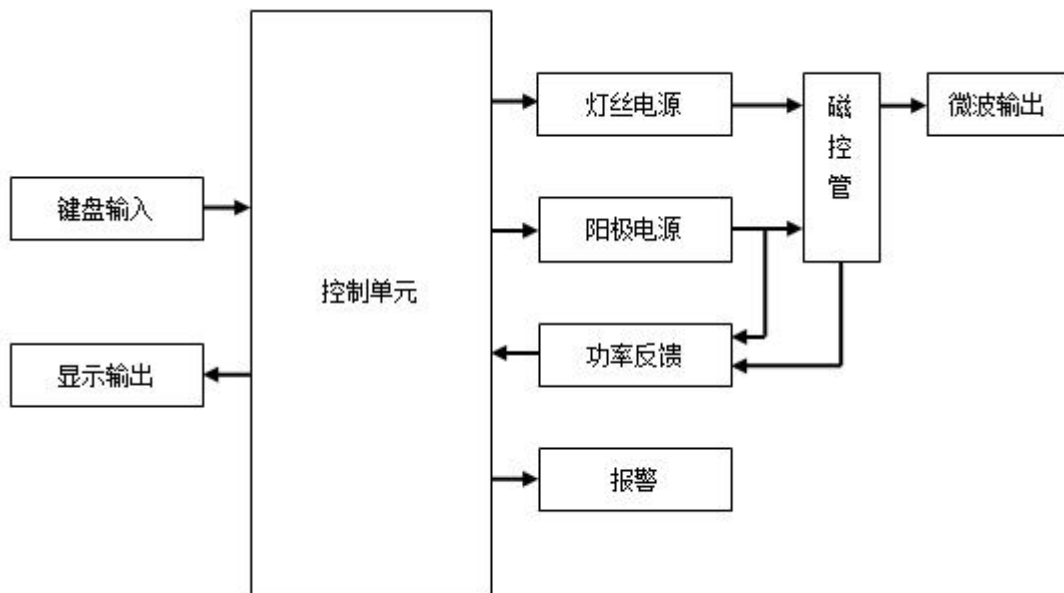 灯丝电源
磁控管
微波输出
键盘输入
阳极电源
控制单元
功率反馈
显示输出
报警